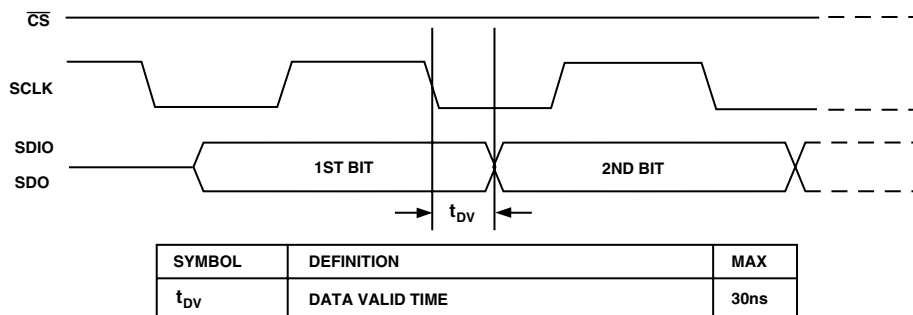 CS
SCLK
SDIO
SDO
1ST BIT
2ND BIT
tDV
SYMBOL DEFINITION MAX
tDV DATA VALID TIME 30ns